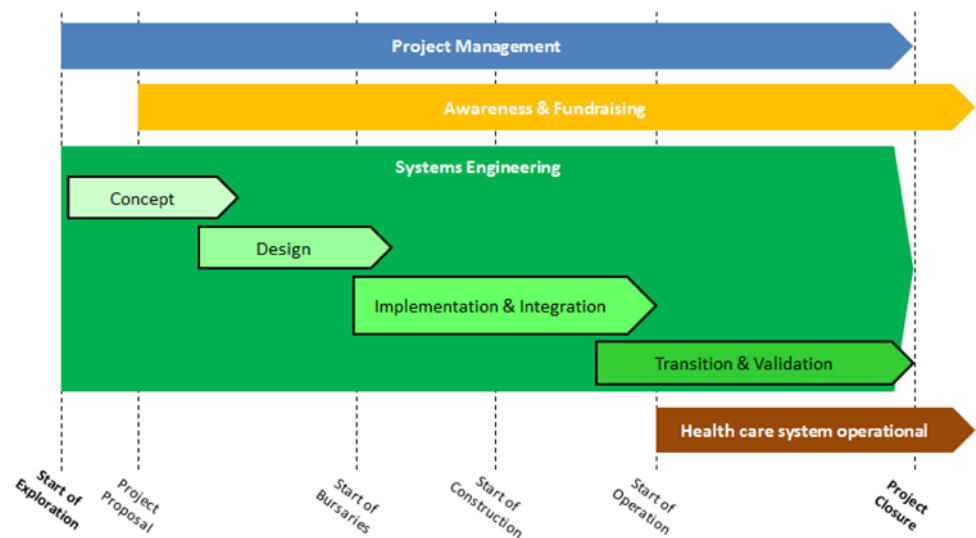 Project Management
Awareness & Fundraising
Systems Engineering
Concept
Design
Implementation & Integration
Transition & Validation
Health care system operational
Start of
Exploration
Project
Proposal
Start of
Bursaries
Start of
Construction
Start of
Operation
Project
Closure